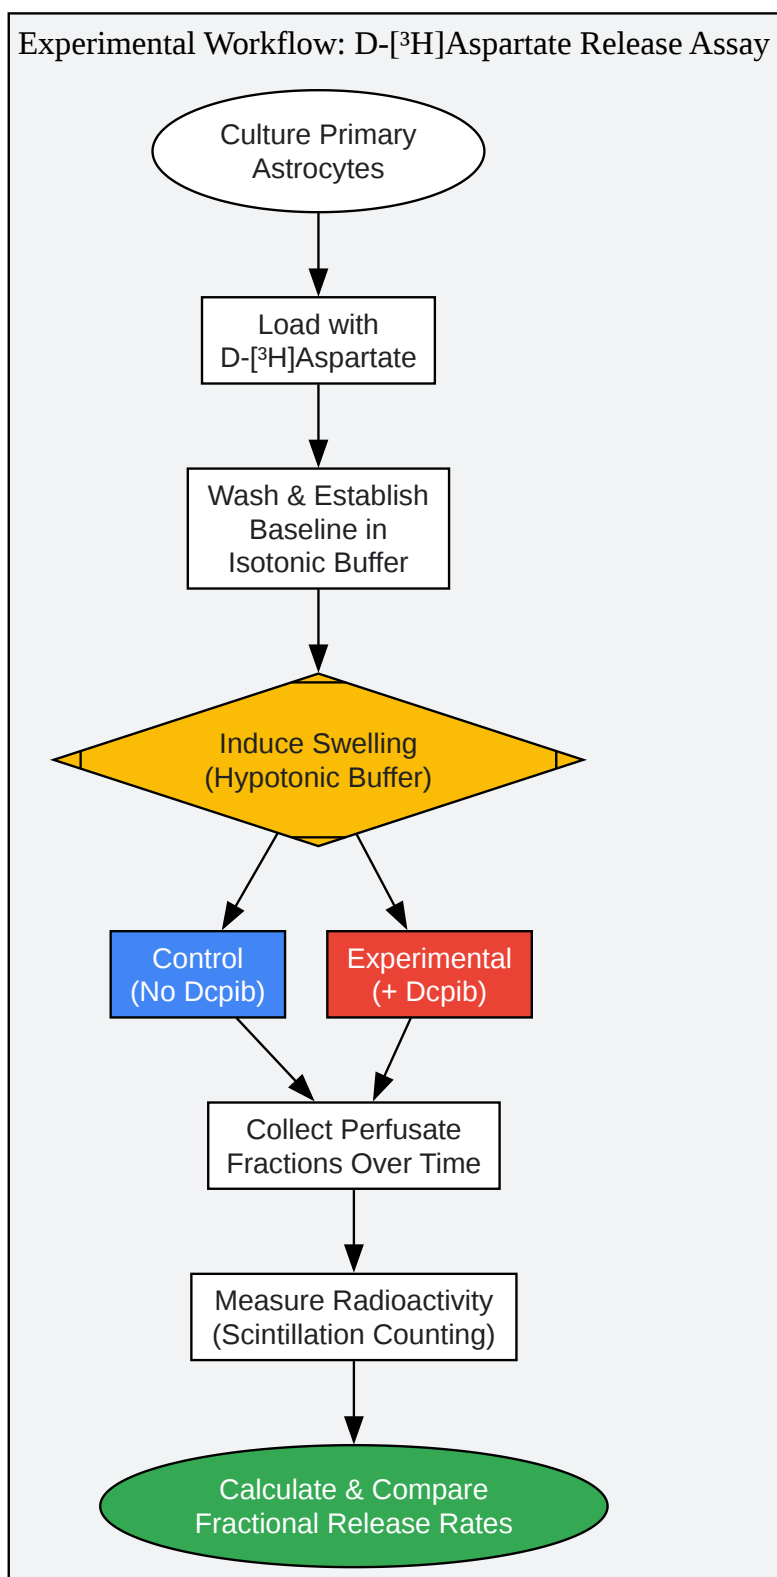 Experimental Workflow: D-[³H]Aspartate Release Assay
Culture Primary
Astrocytes
Load with
D-[³H]Aspartate
Wash & Establish
Baseline in
Isotonic Buffer
Induce Swelling
(Hypotonic Buffer)
Control
(No Dcpib)
Experimental
(+ Dcpib)
Collect Perfusate
Fractions Over Time
Measure Radioactivity
(Scintillation Counting)
Calculate & Compare
Fractional Release Rates